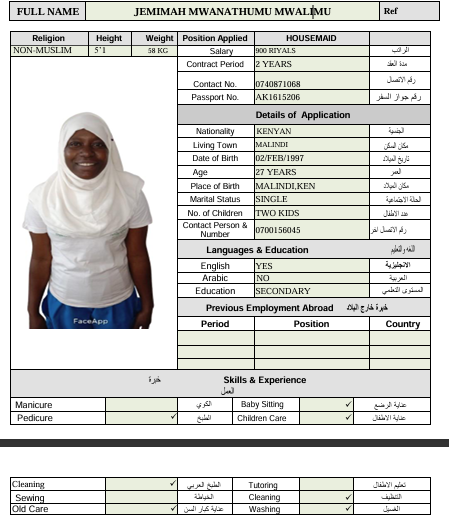 FULL NAME JEMIMAH MWANATHUMU MWALIMU Ref
Religion Height Weight Position Applied HOUSEMAID
NON-MUSLIM 5'1 58 KG Salary 900 RIYALS الراتب
Contract Period 2 YEARS مدة العقد
Contact No. 0740871068 رقم الاتصال
Passport No. AK1615206 رقم جواز السفر
Details of Application
Nationality KENYAN الجنسية
Living Town MALINDI مكان السكن
Date of Birth 02/FEB/1997 تاريخ الميلاد
Age 27 YEARS العمر
Place of Birth MALINDI,KEN مكان الميلاد
Marital Status SINGLE الحالة الاجتماعية
No. of Children TWO KIDS عدد الاطفال
Contact Person & Number 0700156045 رقم الاتصال اخر
Languages & Education
English YES الانجليزية
Arabic NO العربية
Education SECONDARY المستوى التعلمي
FaceApp
Previous Employment Abroad خبرة خارج البلاد
Period Position Country
خبرة Skills & Experience
العمل
Manicure الكوي Baby Sitting ✓ عناية الرضع
Pedicure ✓ الطبخ Children Care ✓ عناية الاطفال
Cleaning ✓ الطبخ العربي Tutoring تعليم الاطفال
Sewing الخياطة Cleaning ✓ التنظيف
Old Care عناية كبار السن Washing ✓ الغسيل